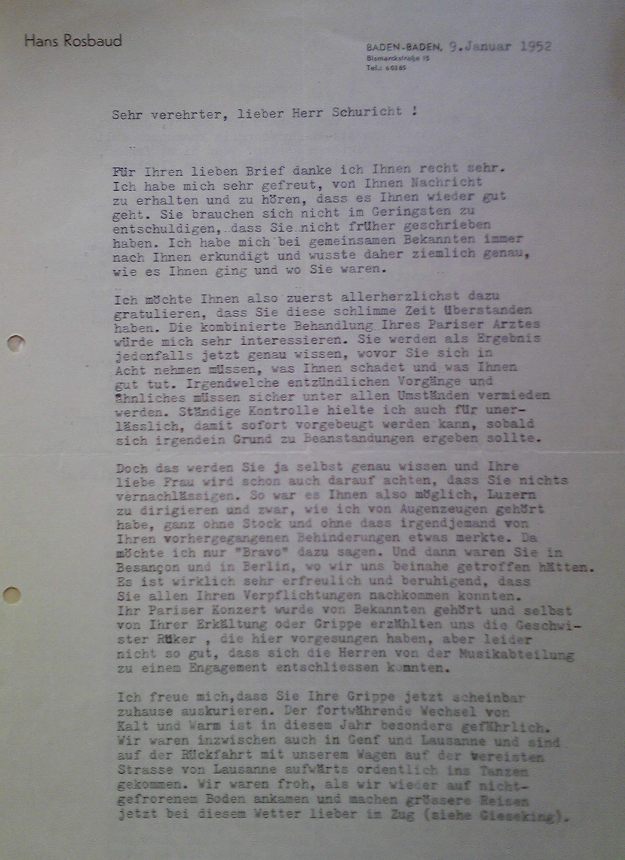 Hans Rosbaud
BADEN-BADEN, 9.Januar 1952
Bismarckstraße 15
Tel.: 60365
Sehr verehrter, lieber Herr Schuricht !
Für Ihren lieben Brief danke ich Ihnen recht sehr.
Ich habe mich sehr gefreut, von Ihnen Nachricht
zu erhalten und zu hören, dass es Ihnen wieder gut
geht. Sie brauchen sich nicht im Geringsten zu
entschuldigen, dass Sie nicht früher geschrieben
haben. Ich habe mich bei gemeinsamen Bekannten immer
nach Ihnen erkundigt und wusste daher ziemlich genau,
wie es Ihnen ging und wo Sie waren.
Ich möchte Ihnen also zuerst allerherzlichst dazu
gratulieren, dass Sie diese schlimme Zeit überstanden
haben. Die kombinierte Behandlung Ihres Pariser Arztes
würde mich sehr interessieren. Sie werden als Ergebnis
jedenfalls jetzt genau wissen, wovor Sie sich in
Acht nehmen müssen, was Ihnen schadet und was Ihnen
gut tut. Irgendwelche entzündlichen Vorgänge und
ähnliches müssen sicher unter allen Umständen vermieden
werden. Ständige Kontrolle hielte ich auch für uner-
lässlich, damit sofort vorgebeugt werden kann, sobald
sich irgendein Grund zu Beanstandungen ergeben sollte.
Doch das werden Sie ja selbst genau wissen und Ihre
liebe Frau wird schon auch darauf achten, dass Sie nichts
vernachlässigen. So war es Ihnen also möglich, Luzern
zu dirigieren und zwar, wie ich von Augenzeugen gehört
habe, ganz ohne Stock und ohne dass irgendjemand von
Ihren vorhergegangenen Behinderungen etwas merkte. Da
möchte ich nur "Bravo" dazu sagen. Und dann waren Sie in
Besançon und in Berlin, wo wir uns beinahe getroffen hätten.
Es ist wirklich sehr erfreulich und beruhigend, dass
Sie allen Ihren Verpflichtungen nachkommen konnten.
Ihr Pariser Konzert wurde von Bekannten gehört und selbst
von Ihrer Erkältung oder Grippe erzählten uns die Geschwi-
ster Röker , die hier vorgesungen haben, aber leider
nicht so gut, dass sich die Herren von der Musikabteilung
zu einem Engagement entschliessen konnten.
Ich freue mich,dass Sie Ihre Grippe jetzt scheinbar
zuhause auskurieren. Der fortwährende Wechsel von
Kalt und Warm ist in diesem Jahr besonders gefährlich.
Wir waren inzwischen auch in Genf und Lausanne und sind
auf der Rückfahrt mit unserem Wagen auf der vereisten
Strasse von Lausanne aufwärts ordentlich ins Tanzen
gekommen. Wir waren froh, als wir wieder auf nicht-
gefrorenem Boden ankamen und machen grössere Reisen
jetzt bei diesem Wetter lieber im Zug (siehe Gieseking).